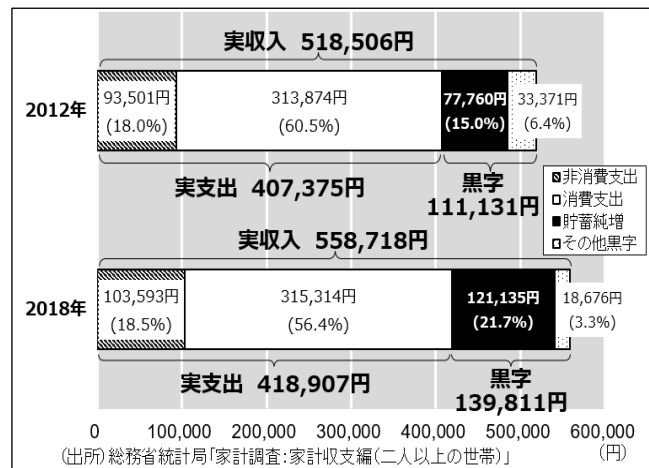 実収入 518,506円
2012年
93,501円
(18.0%)
313,874円
(60.5%)
77,760円
(15.0%)
33,371円
(6.4%)
実支出 407,375円
黒字
111,131円
非消費支出
消費支出
貯蓄純増
その他黒字
実収入 558,718円
2018年
103,593円
(18.5%)
315,314円
(56.4%)
121,135円
(21.7%)
18,676円
(3.3%)
実支出 418,907円
黒字
139,811円
0 100,000 200,000 300,000 400,000 500,000 600,000
(出所)総務省統計局「家計調査:家計収支編(二人以上の世帯)」 (円)